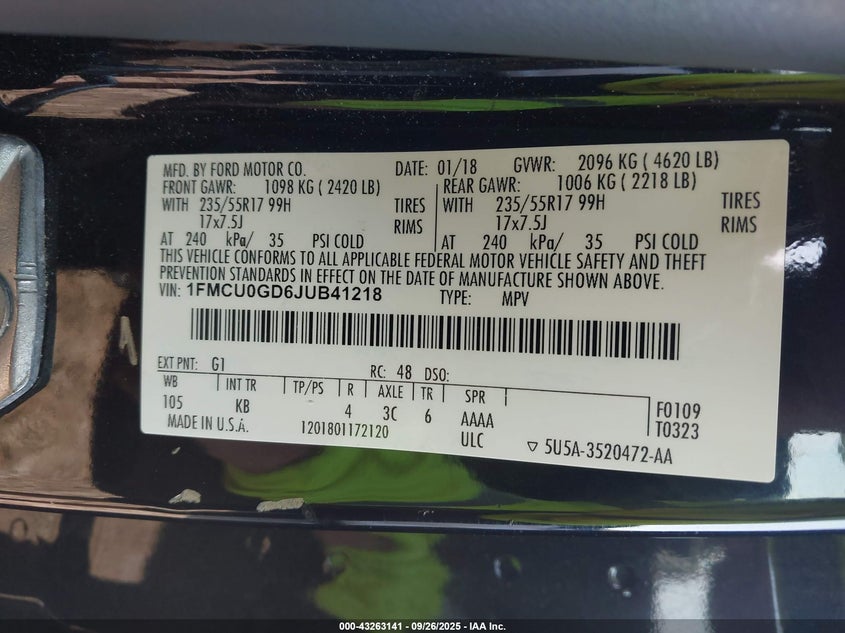 MFD. BY FORD MOTOR CO. DATE: 01/18 GVWR: 2096 KG ( 4620 LB)
FRONT GAWR: 1098 KG ( 2420 LB) REAR GAWR: 1006 KG ( 2218 LB)
WITH 235/55R17 99H TIRES WITH 235/55R17 99H TIRES
17x7.5J RIMS 17x7.5J RIMS
AT 240 kPa/ 35 PSI COLD AT 240 kPa/ 35 PSI COLD
THIS VEHICLE CONFORMS TO ALL APPLICABLE FEDERAL MOTOR VEHICLE SAFETY AND THEFT
PREVENTION STANDARDS IN EFFECT ON THE DATE OF MANUFACTURE SHOWN ABOVE.
VIN: 1FMCU0GD6JUB41218 TYPE: MPV
EXT PNT: G1 RC: 48 DSO:
WB INT TR TP/PS R AXLE TR SPR
105 KB 4 3C 6 AAAA F0109
MADE IN U.S.A. 1201801172120 ULC T0323
5U5A-3520472-AA
000-43263141 - 09/26/2025 - IAA Inc.